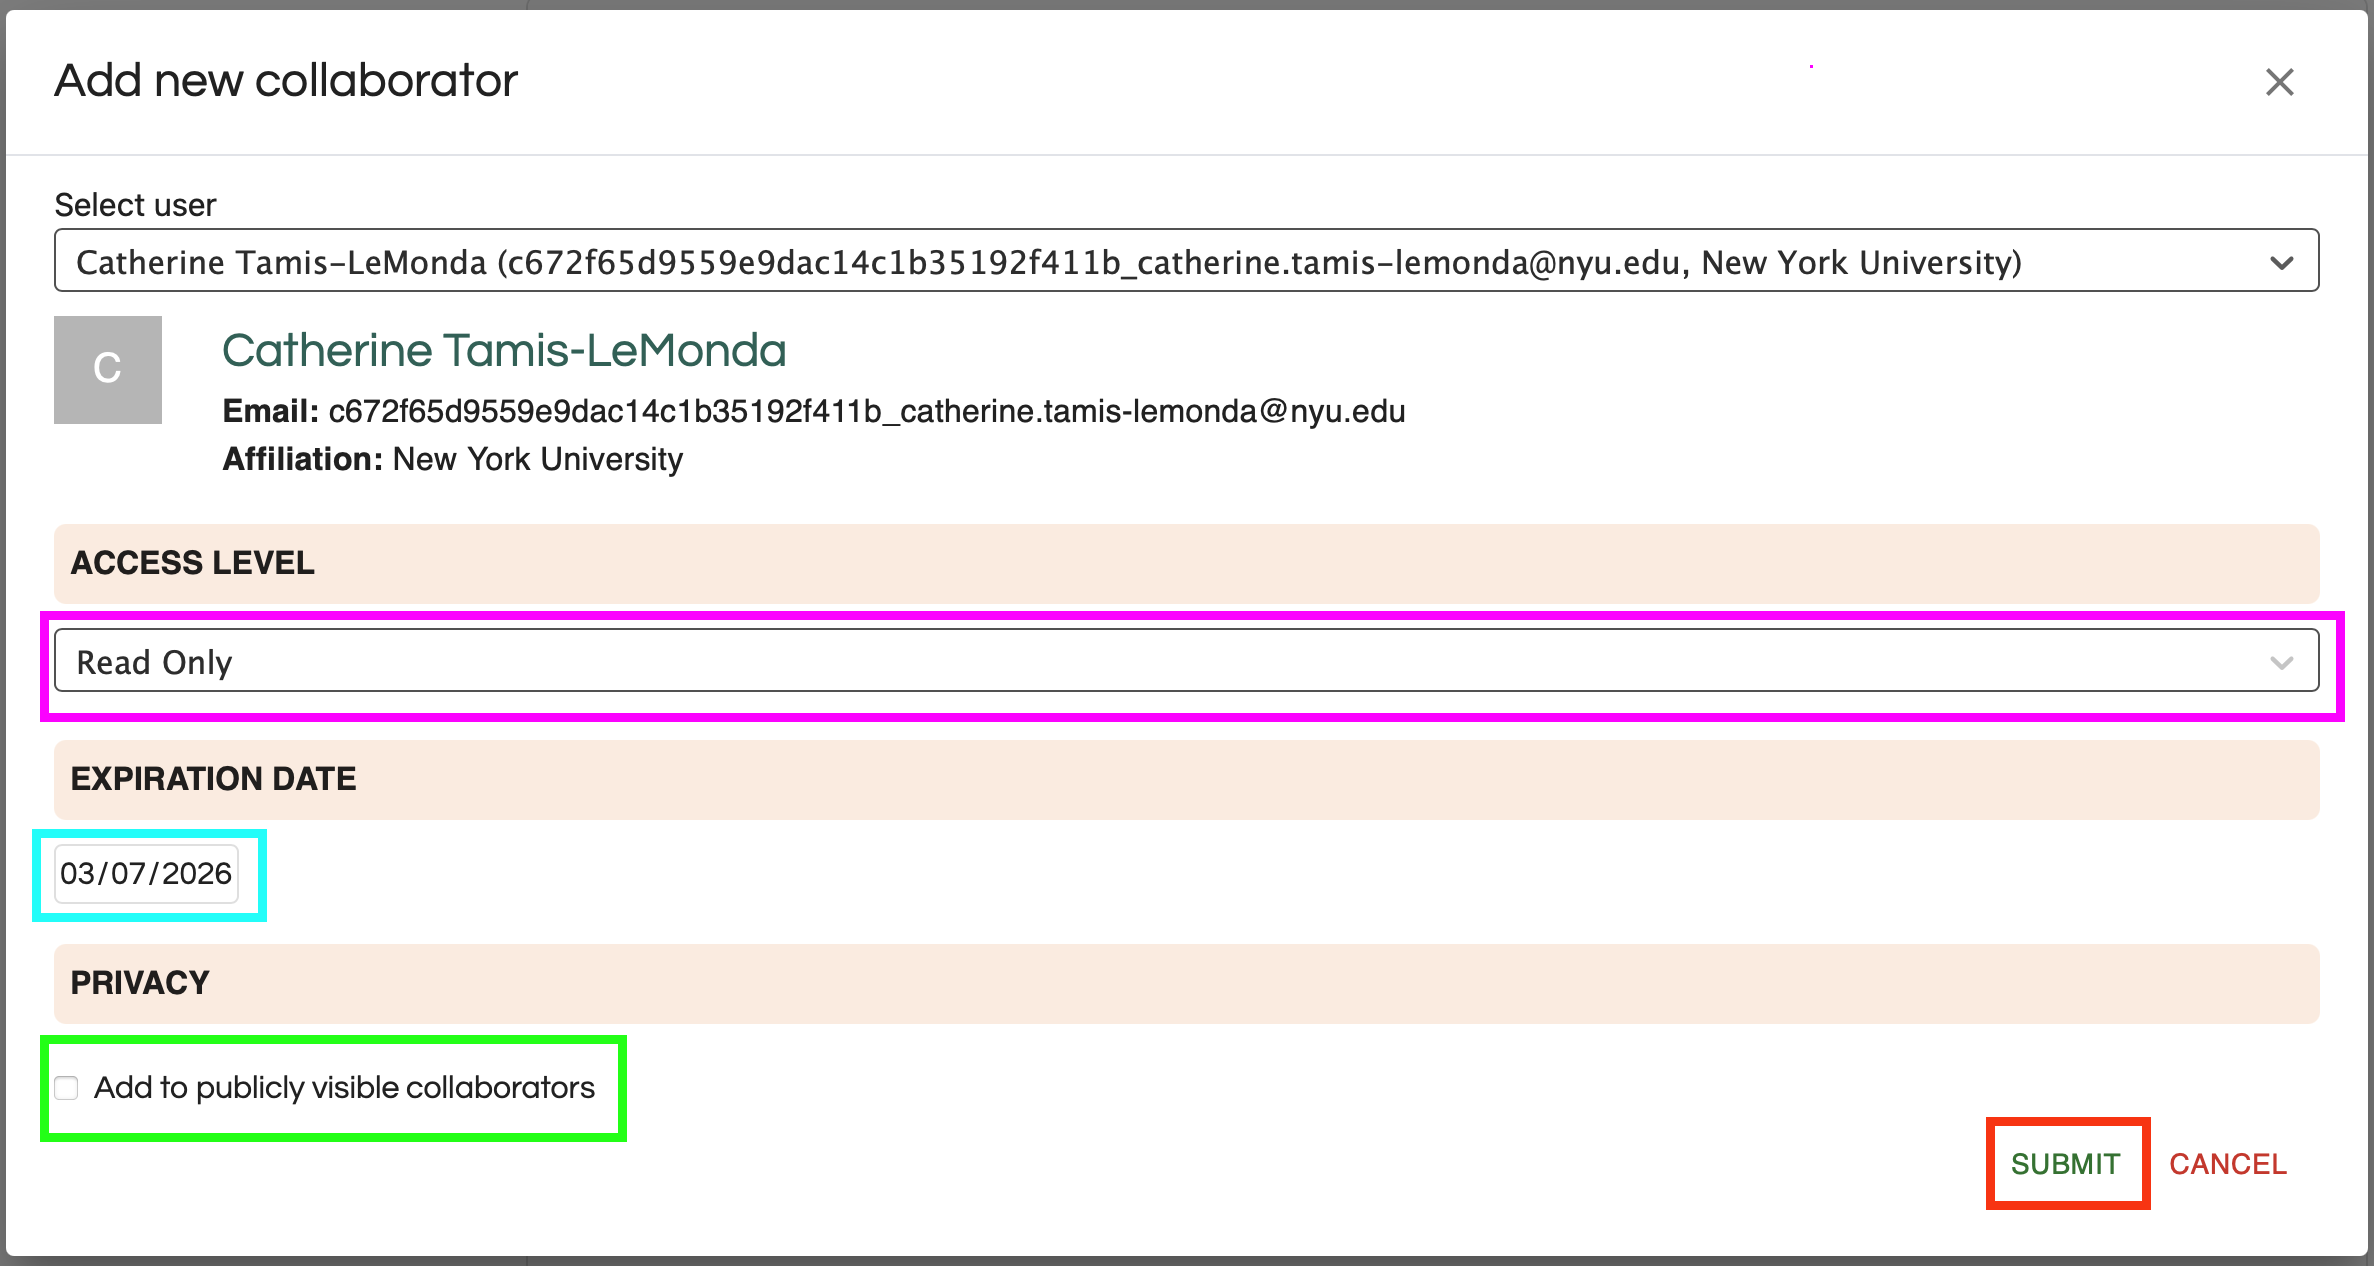 Add new collaborator
Select user
Catherine Tamis-LeMonda (c672f65d9559e9dac14c1b35192f411b_catherine.tamis-lemonda@nyu.edu, New York University)
C
Catherine Tamis-LeMonda
Email: c672f65d9559e9dac14c1b35192f411b_catherine.tamis-lemonda@nyu.edu
Affiliation: New York University
ACCESS LEVEL
Read Only
EXPIRATION DATE
03/07/2026
PRIVACY
Add to publicly visible collaborators
SUBMIT CANCEL